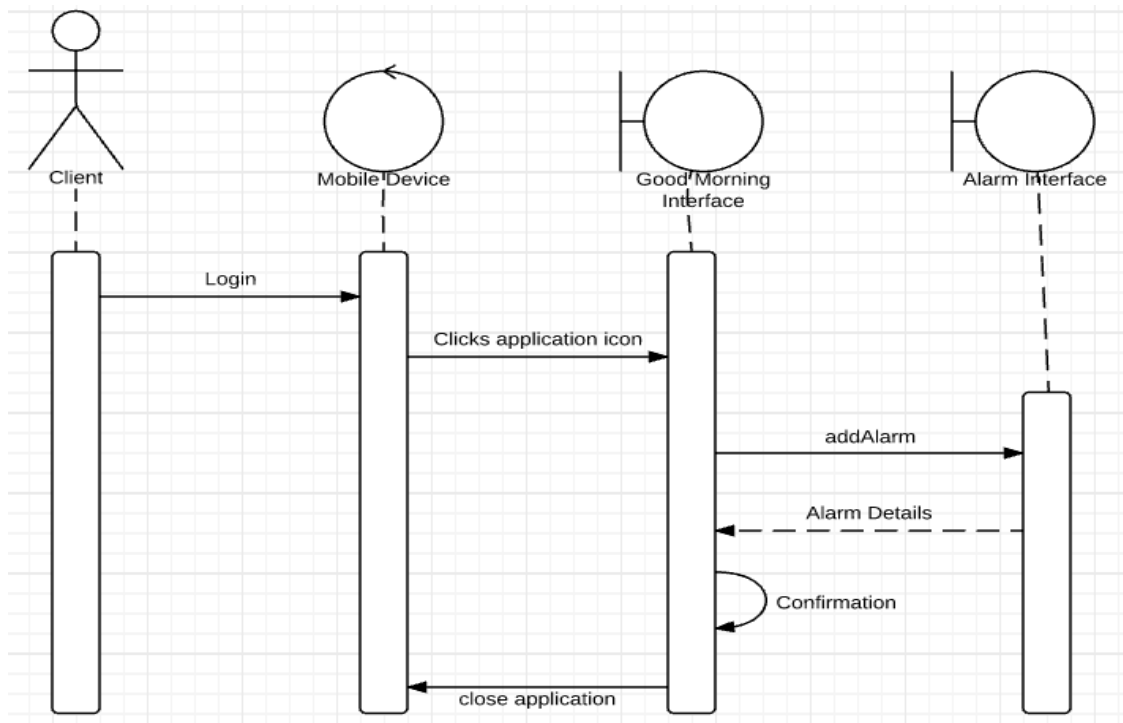 Client
Mobile Device
Good Morning
Interface
Alarm Interface
Login
Clicks application icon
addAlarm
Alarm Details
Confirmation
close application